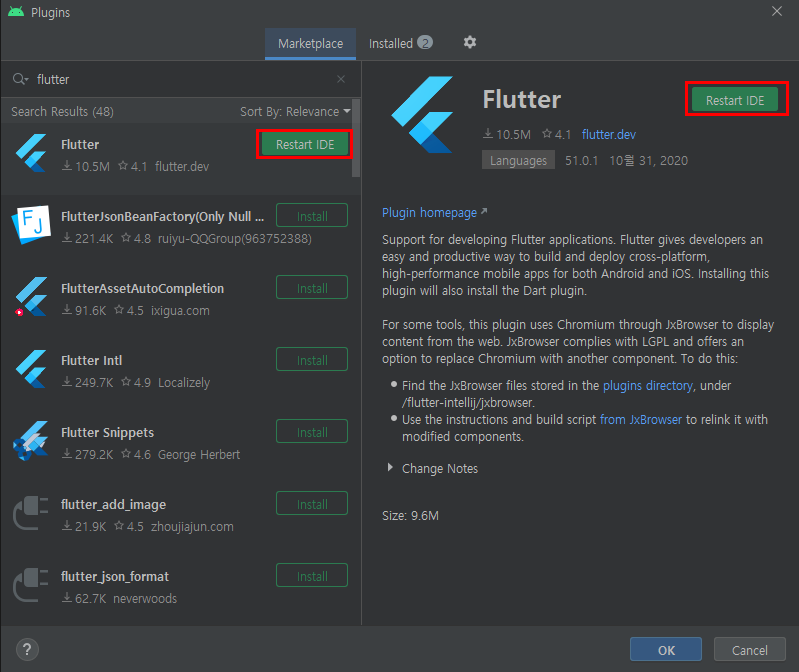 Plugins
Marketplace Installed 2
flutter
Search Results (48) Sort By: Relevance
Flutter Restart IDE
10.5M 4.1 flutter.dev
FlutterJsonBeanFactory(Only Null ... Install
221.4K 4.8 ruiyu-QQGroup(963752388)
FlutterAssetAutoCompletion Install
91.6K 4.5 ixigua.com
Flutter Intl Install
249.7K 4.9 Localizely
Flutter Snippets Install
279.2K 4.6 George Herbert
flutter_add_image Install
21.9K 4.5 zhoujiajun.com
flutter_json_format Install
62.7K neverwoods
Flutter Restart IDE
10.5M 4.1 flutter.dev
Languages 51.0.1 10월 31, 2020
Plugin homepage
Support for developing Flutter applications. Flutter gives developers an
easy and productive way to build and deploy cross-platform,
high-performance mobile apps for both Android and iOS. Installing this
plugin will also install the Dart plugin.
For some tools, this plugin uses Chromium through JxBrowser to display
content from the web. JxBrowser complies with LGPL and offers an
option to replace Chromium with another component. To do this:
• Find the JxBrowser files stored in the plugins directory, under
/flutter-intellij/jxbrowser.
• Use the instructions and build script from JxBrowser to relink it with
modified components.
Change Notes
Size: 9.6M
? OK Cancel
FJ